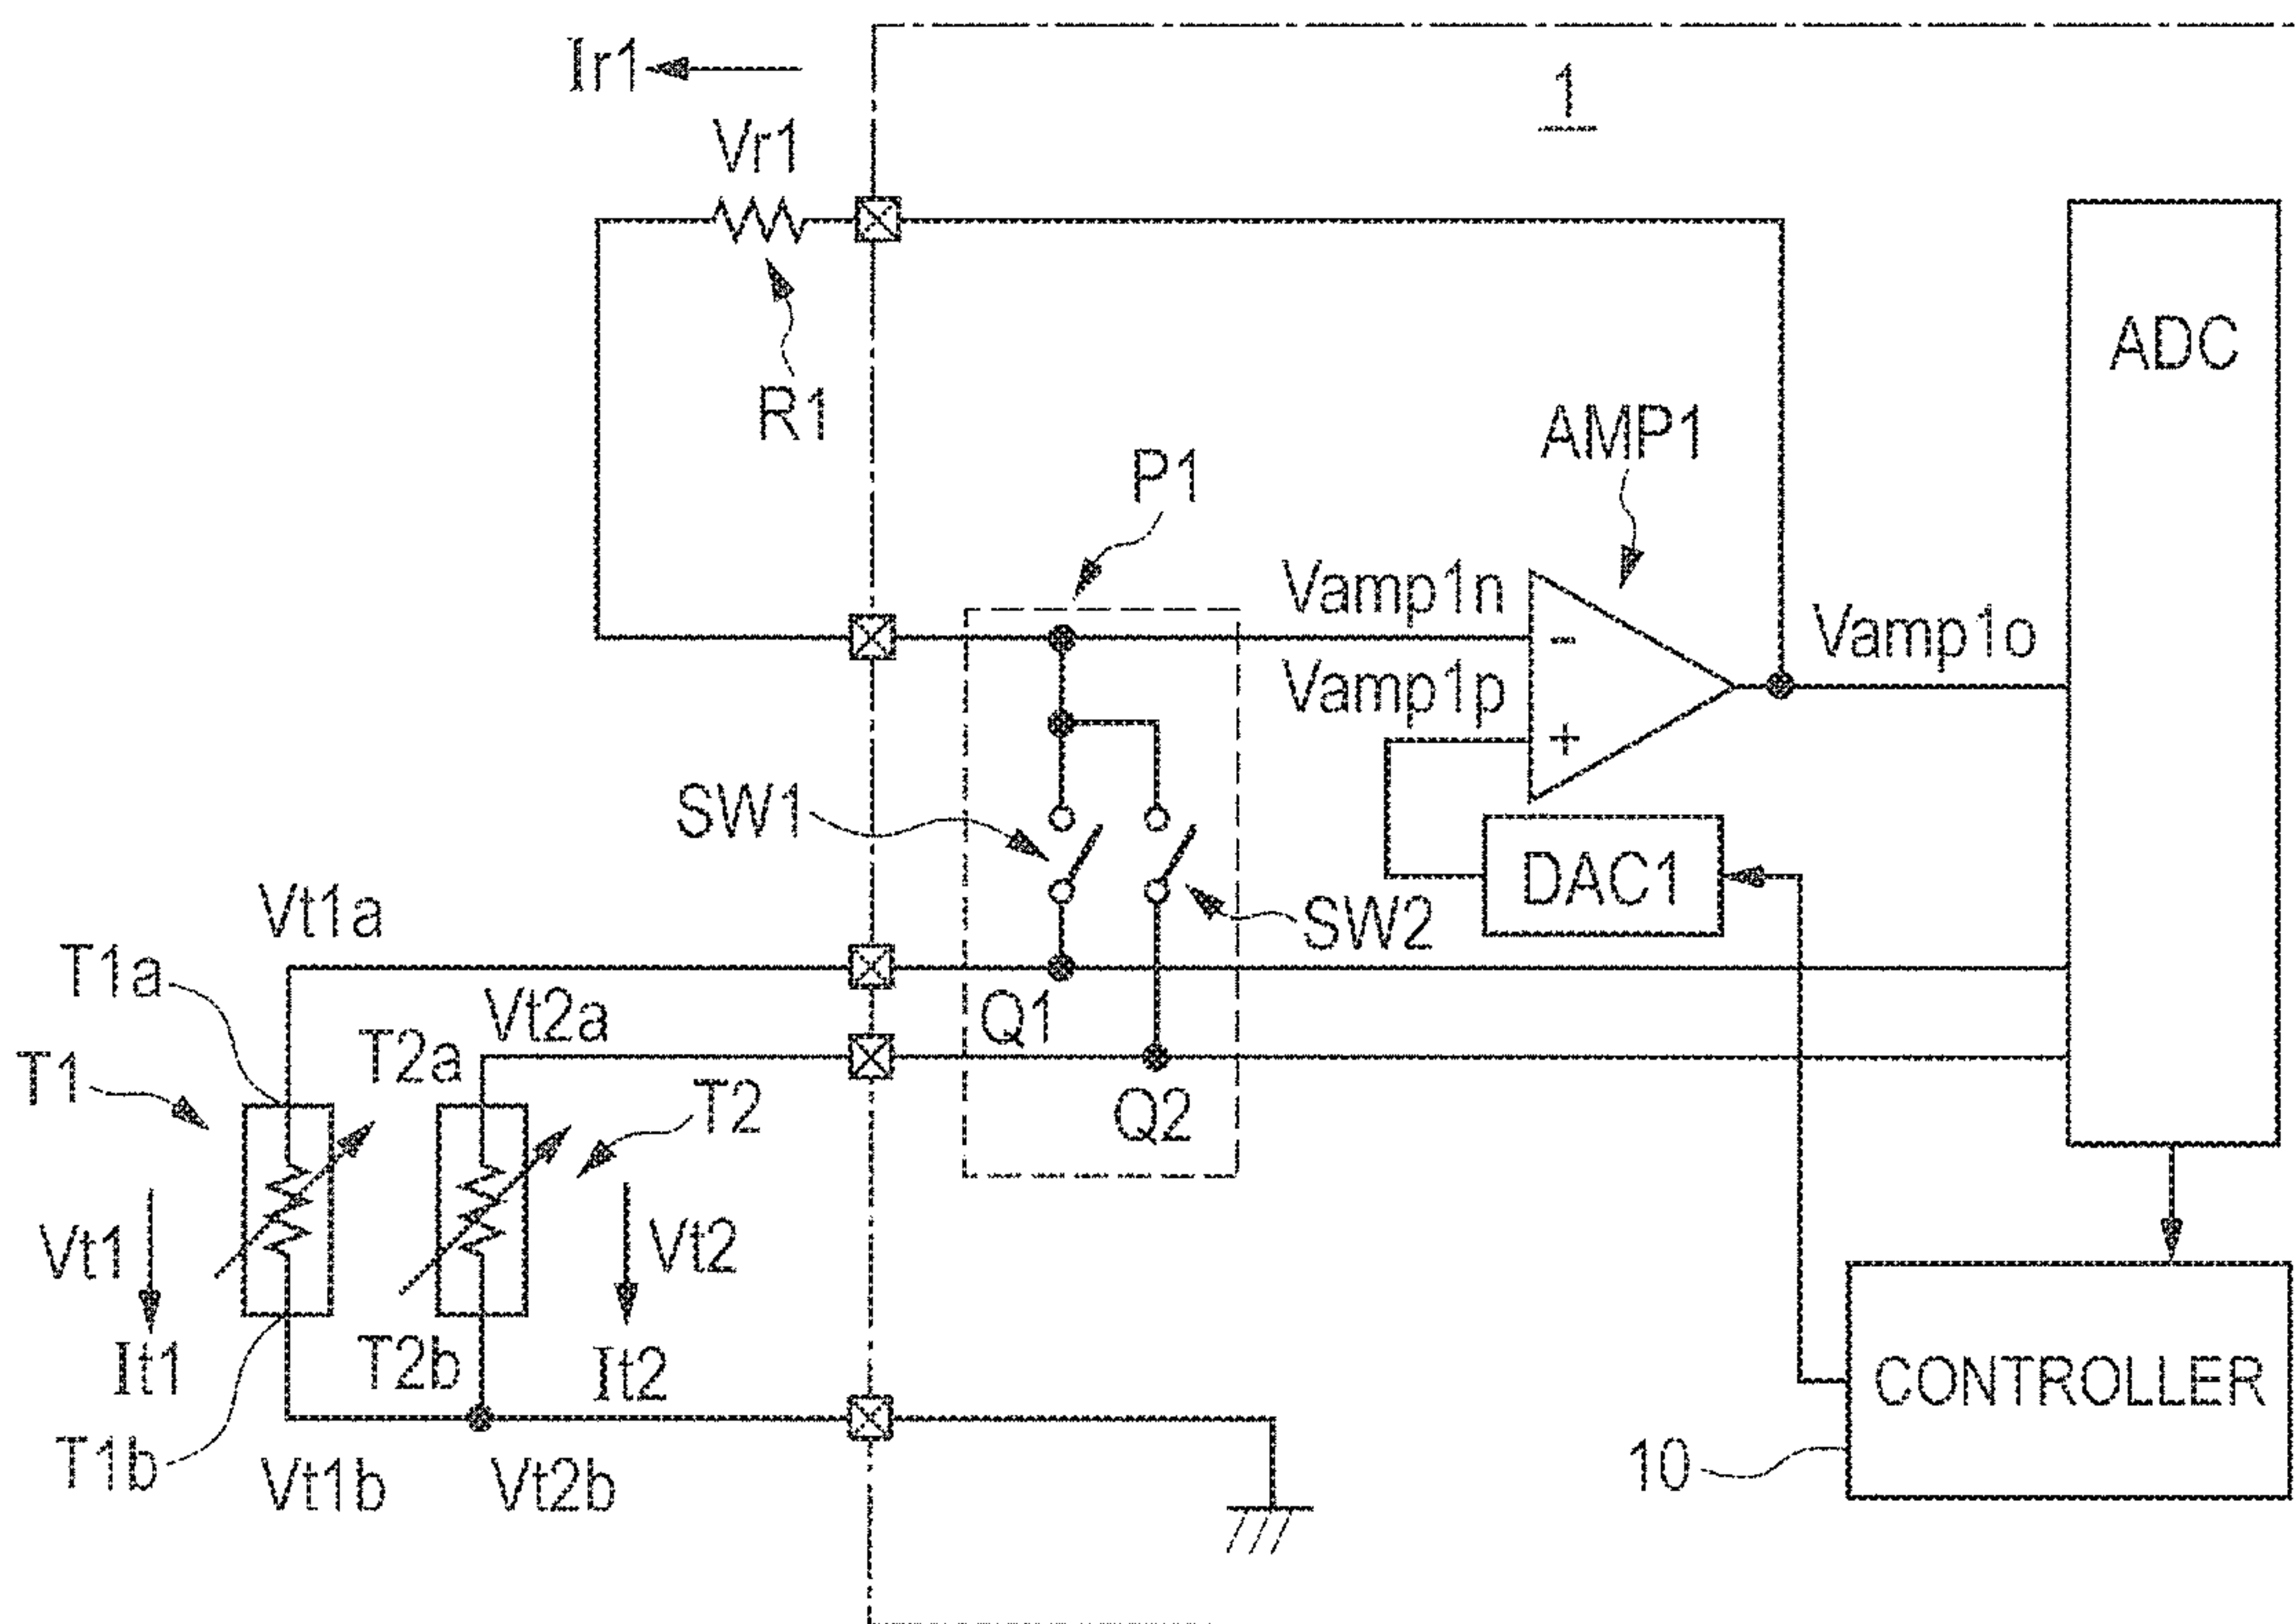 Ir1
1
Vr1
R1
ADC
AMP1
P1
Vamp1n
-
Vamp1o
Vamp1p
+
SW1
DAC1
SW2
Vt1a
T1a
Vt2a
Q1
T2a
T1
T2
Q2
Vt1
Vt2
It1
T2b
It2
CONTROLLER
T1b
Vt1b
Vt2b
10